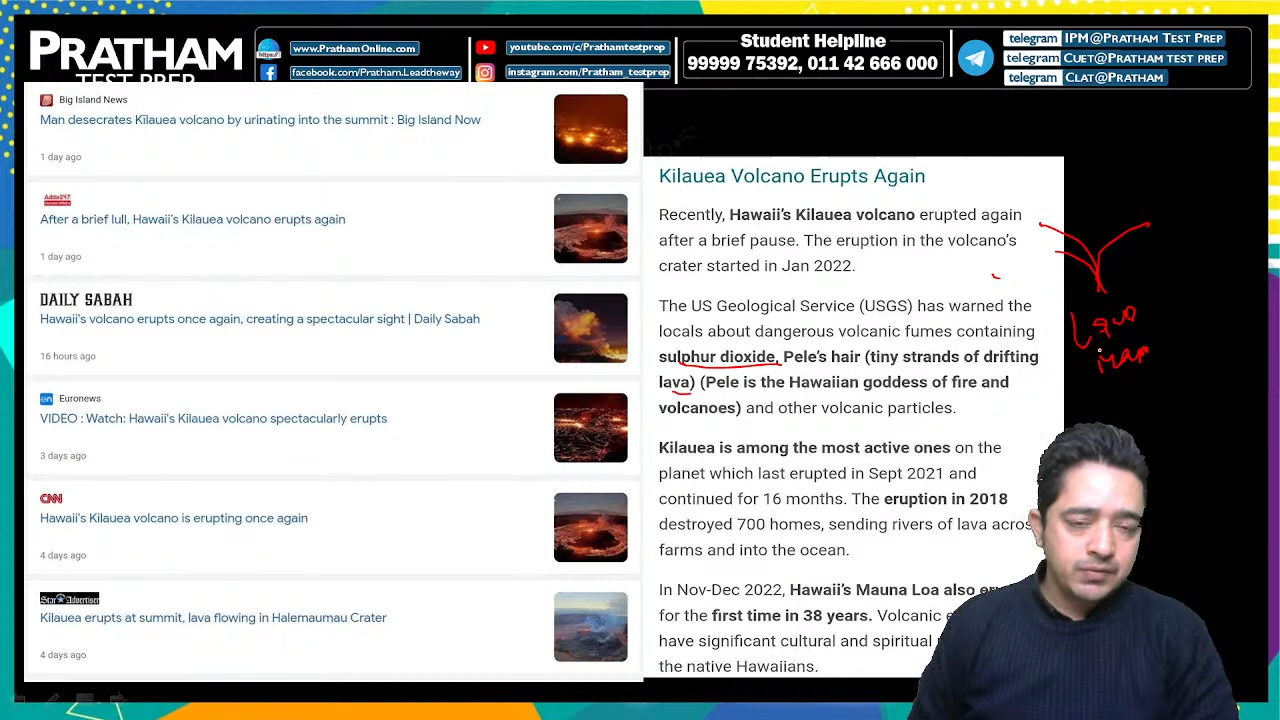 PRATHAM
TEST PREP
https://
www.PrathamOnline.com
facebook.com/Pratham.Leadtheway
youtube.com/c/Prathamtestprep
instagram.com/Pratham_testprep
Student Helpline
99999 75392, 011 42 666 000
telegram IPM@PRATHAM TEST PREP
telegram CUET@PRATHAM TEST PREP
telegram CLAT@PRATHAM
Big Island News
Man desecrates Kīlauea volcano by urinating into the summit : Big Island Now
1 day ago
Adda247
After a brief lull, Hawaii's Kilauea volcano erupts again
1 day ago
DAILY SABAH
Hawaii's volcano erupts once again, creating a spectacular sight | Daily Sabah
16 hours ago
Euronews
VIDEO : Watch: Hawaii's Kilauea volcano spectacularly erupts
3 days ago
CNN
Hawaii's Kilauea volcano is erupting once again
4 days ago
Star Advertiser
Kilauea erupts at summit, lava flowing in Halemaumau Crater
4 days ago
Kilauea Volcano Erupts Again
Recently, Hawaii's Kilauea volcano erupted again
after a brief pause. The eruption in the volcano's
crater started in Jan 2022.
The US Geological Service (USGS) has warned the
locals about dangerous volcanic fumes containing
sulphur dioxide, Pele's hair (tiny strands of drifting
lava) (Pele is the Hawaiian goddess of fire and
volcanoes) and other volcanic particles.
Kilauea is among the most active ones on the
planet which last erupted in Sept 2021 and
continued for 16 months. The eruption in 2018
destroyed 700 homes, sending rivers of lava across
farms and into the ocean.
In Nov-Dec 2022, Hawaii's Mauna Loa also
for the first time in 38 years. Volcanic
have significant cultural and spiritual
the native Hawaiians.